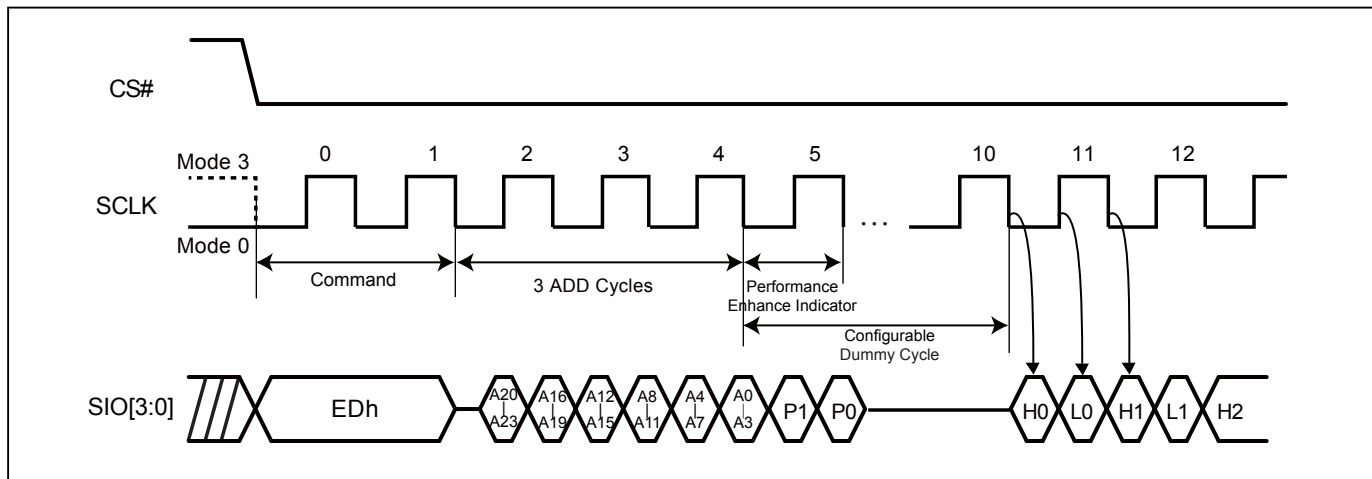 CS#
Mode 3
0 1 2 3 4 5 10 11 12
SCLK
...
Mode 0
Command
3 ADD Cycles
Performance
Enhance Indicator
Configurable
Dummy Cycle
SIO[3:0]
EDh
A20
A23
A16
A19
A12
A15
A8
A11
A4
A7
A0
A3
P1
P0
H0
L0
H1
L1
H2